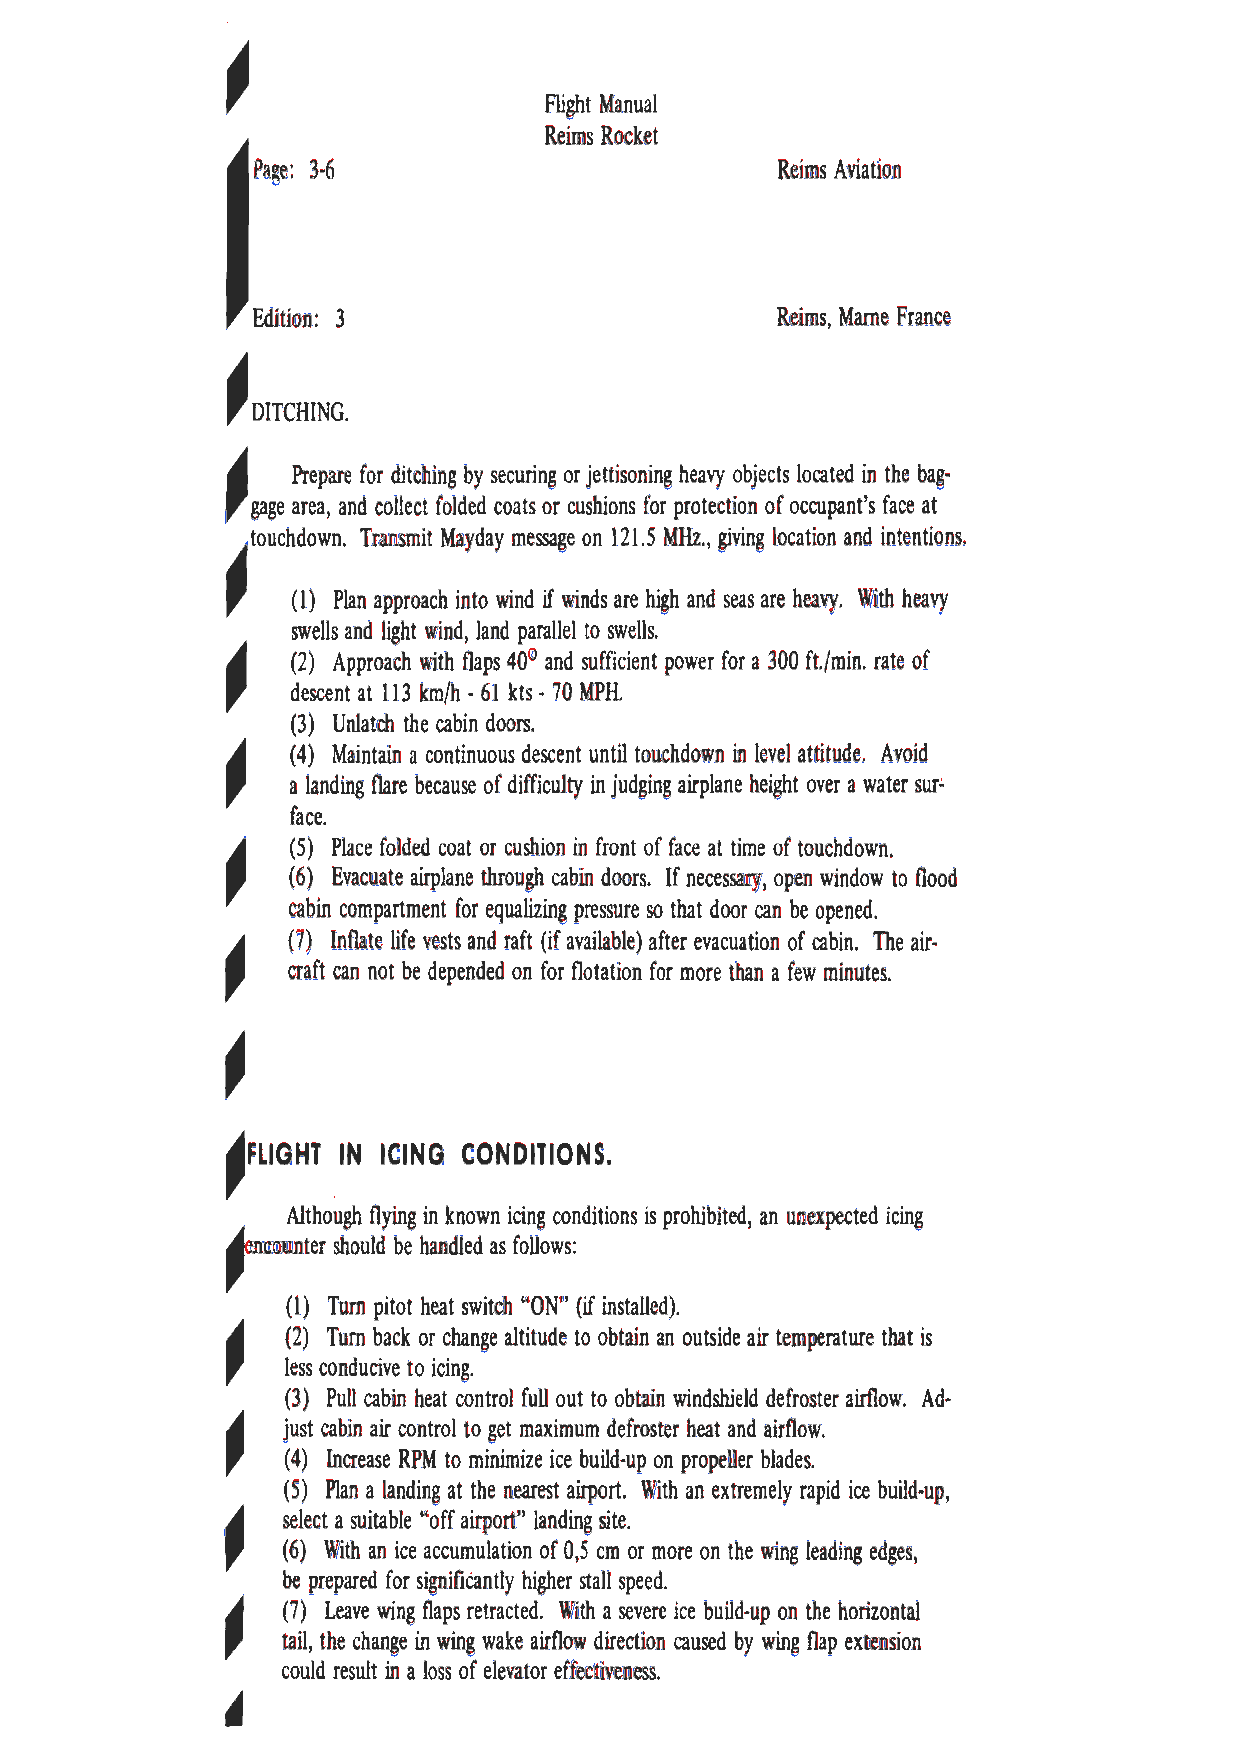 Flight Manual
Reims Rocket
Page: 3-6
Reims Aviation
Edition: 3
Reims, Marne France
DITCHING.
Prepare for ditching by securing or jettisoning heavy objects located in the bag-
gage area, and collect folded coats or cushions for protection of occupant's face at
touchdown. Transmit Mayday message on 121.5 MHz., giving location and intentions.
(1) Plan approach into wind if winds are high and seas are heavy. With heavy
swells and light wind, land parallel to swells.
(2) Approach with flaps 40° and sufficient power for a 300 ft./min. rate of
descent at 113 km/h - 61 kts - 70 MPH.
(3) Unlatch the cabin doors.
(4) Maintain a continuous descent until touchdown in level attitude. Avoid
a landing flare because of difficulty in judging airplane height over a water sur-
face.
(5) Place folded coat or cushion in front of face at time of touchdown.
(6) Evacuate airplane through cabin doors. If necessary, open window to flood
cabin compartment for equalizing pressure so that door can be opened.
(7) Inflate life vests and raft (if available) after evacuation of cabin. The air-
craft can not be depended on for flotation for more than a few minutes.
FLIGHT IN ICING CONDITIONS.
Although flying in known icing conditions is prohibited, an unexpected icing
encounter should be handled as follows:
(1) Turn pitot heat switch “ON” (if installed).
(2) Turn back or change altitude to obtain an outside air temperature that is
less conducive to icing.
(3) Pull cabin heat control full out to obtain windshield defroster airflow. Ad-
just cabin air control to get maximum defroster heat and airflow.
(4) Increase RPM to minimize ice build-up on propeller blades.
(5) Plan a landing at the nearest airport. With an extremely rapid ice build-up,
select a suitable “off airport” landing site.
(6) With an ice accumulation of 0,5 cm or more on the wing leading edges,
be prepared for significantly higher stall speed.
(7) Leave wing flaps retracted. With a severe ice build-up on the horizontal
tail, the change in wing wake airflow direction caused by wing flap extension
could result in a loss of elevator effectiveness.